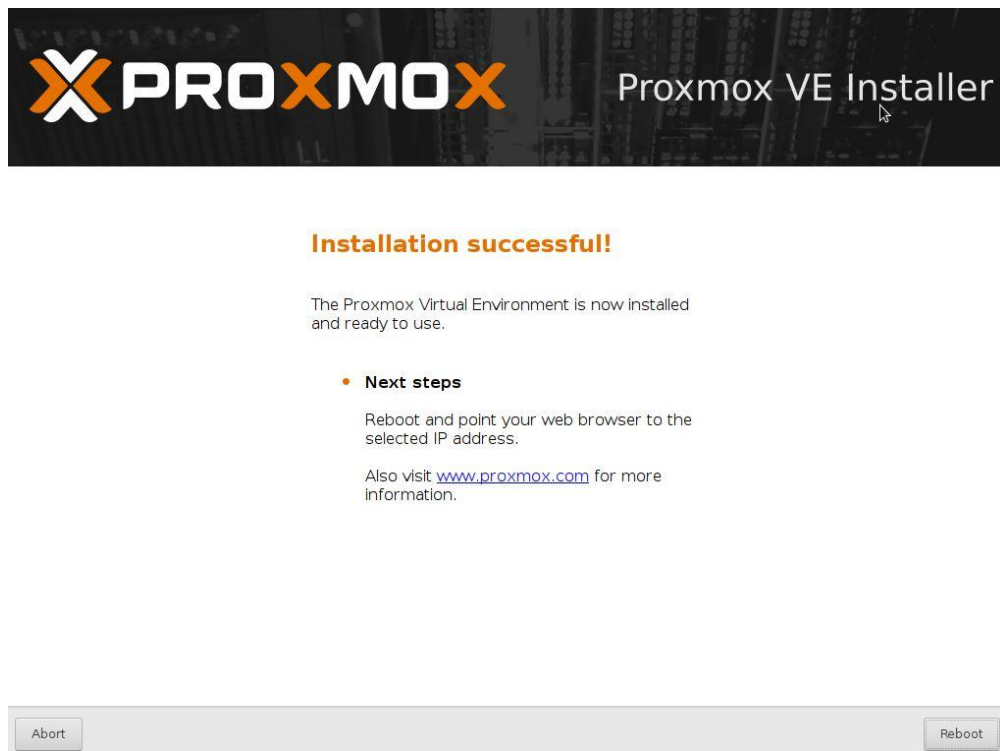 PROXMOX
Proxmox VE Installer
Installation successful!
The Proxmox Virtual Environment is now installed
and ready to use.
Next steps
Reboot and point your web browser to the
selected IP address.
Also visit www.proxmox.com for more
information.
Abort
Reboot